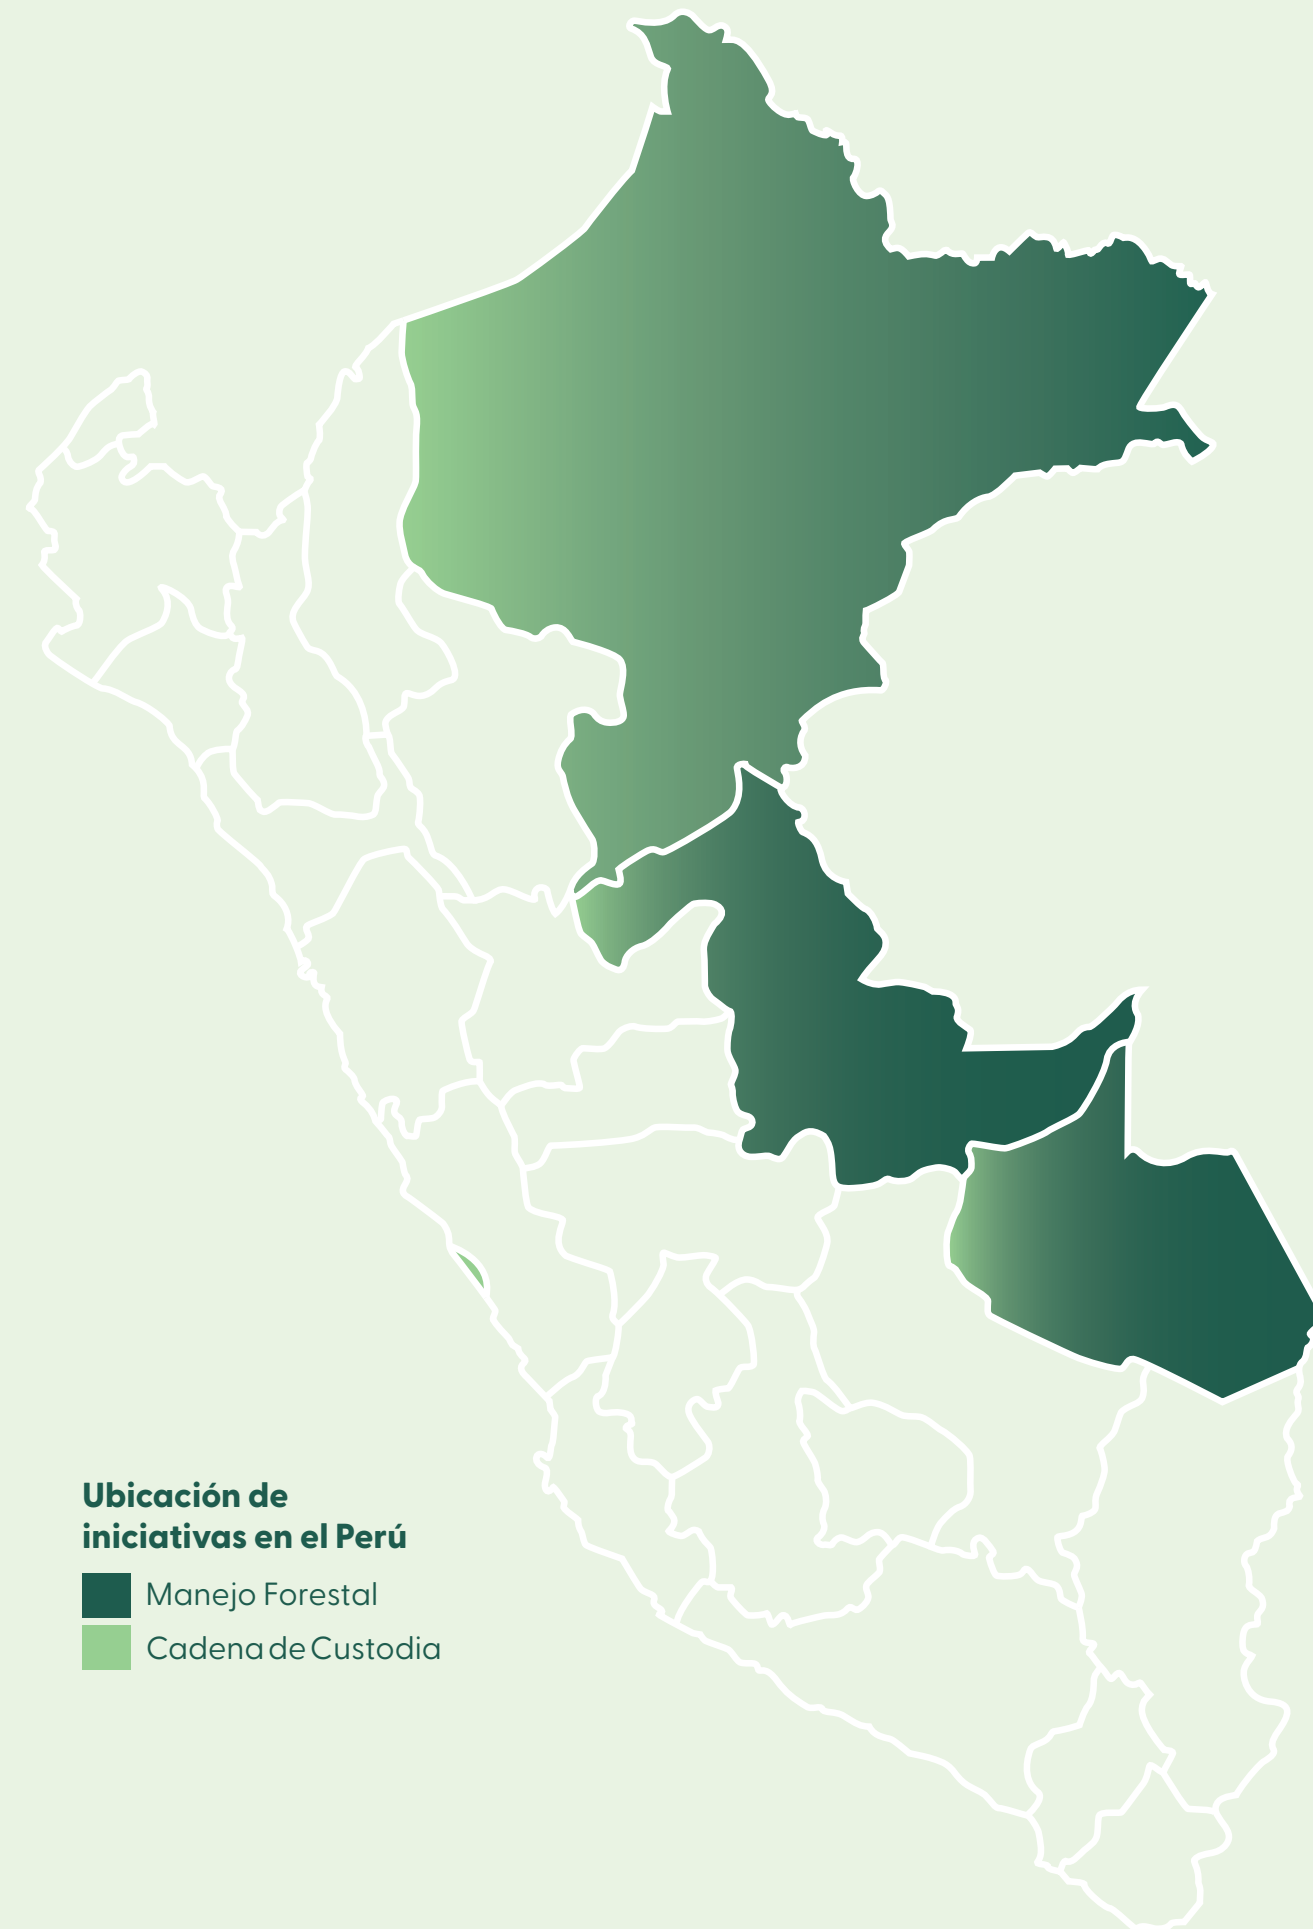 Ubicación de
iniciativas en el Perú
Manejo Forestal
Cadena de Custodia